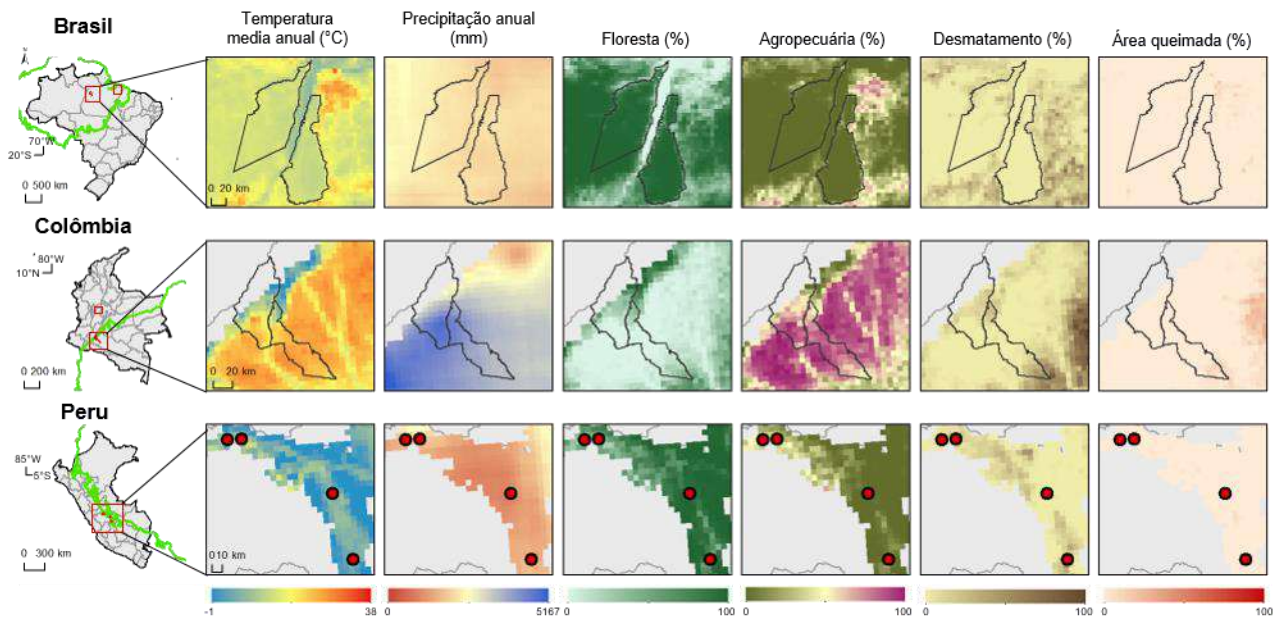 Brasil
Temperatura
media anual (°C)
Precipitação anual
(mm)
Floresta (%)
Agropecuária (%)
Desmatamento (%)
Área queimada (%)
N
70°W
20°S
0 500 km
0 20 km
Colômbia
80°W
10°N
0 200 km
0 20 km
Peru
85°W
5°S
0 300 km
0 10 km
-1 38
0 5167
0 100
0 100
0 100
0 100